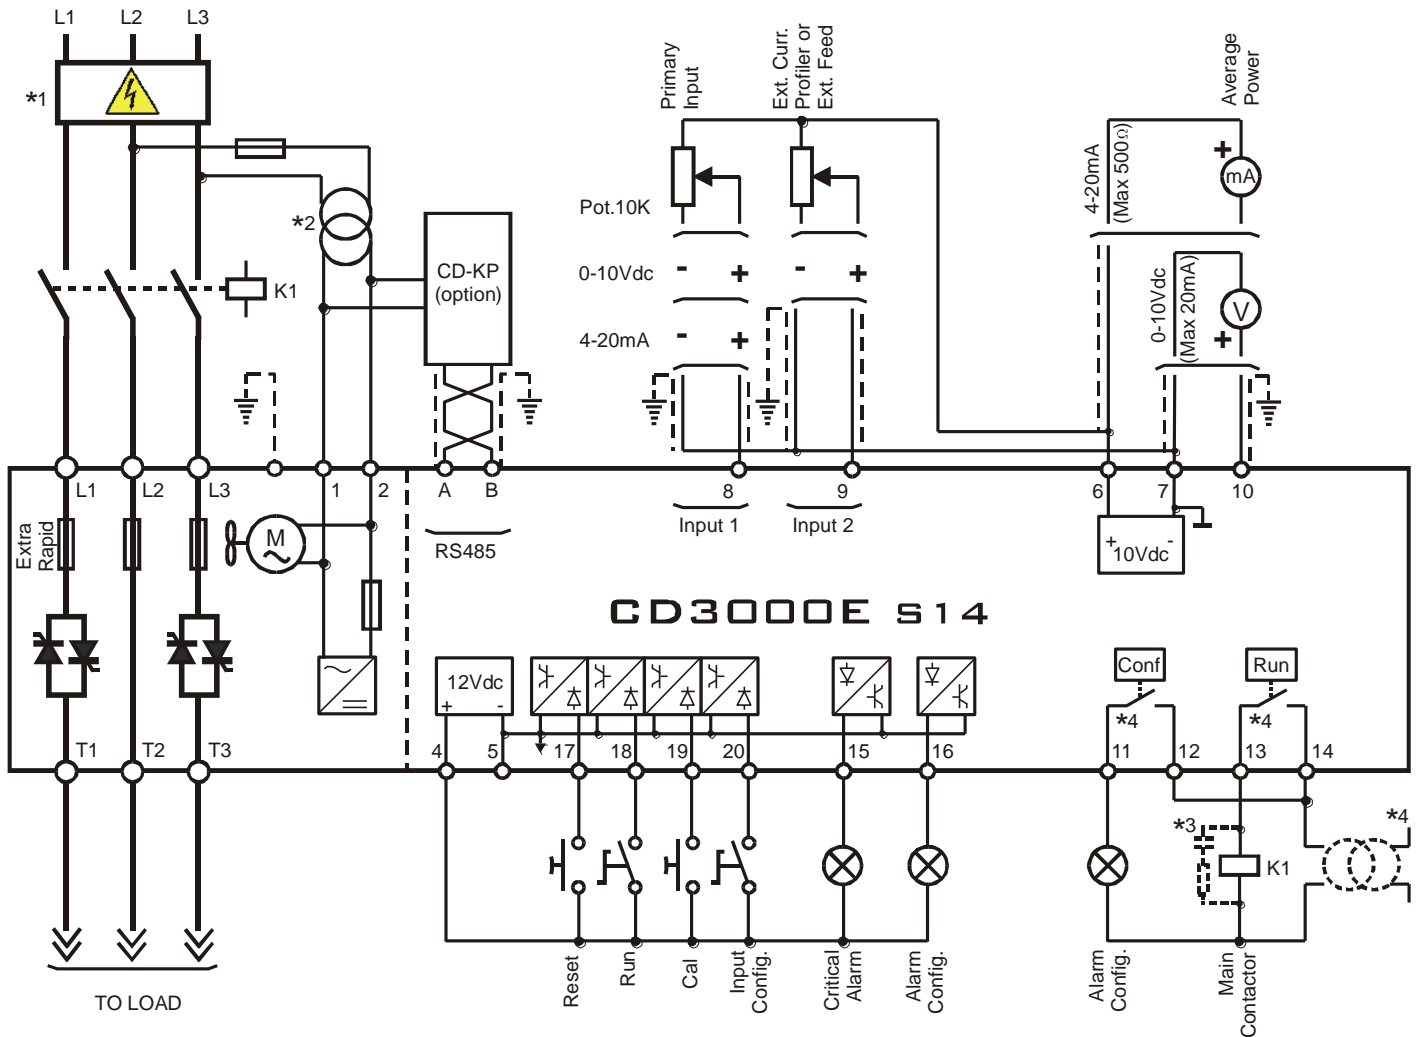 L1 L2 L3
*1
*2
K1
CD-KP
(option)
Primary
Input
Ext. Curr.
Profiler or
Ext. Feed
Average
Power
Pot.10K
0-10Vdc
- +
- +
4-20mA
- +
4-20mA
(Max 500Ω)
+
mA
0-10Vdc
(Max 20mA)
V
+
L1 L2 L3 1 2 A B 8 9 6 7 10
RS485
Input 1
Input 2
Extra
Rapid
M
+ -
10Vdc
CD3000E S14
12Vdc
+ -
Conf
Run
*4
*4
T1 T2 T3 4 5 17 18 19 20 15 16 11 12 13 14
*3
K1
*4
Reset
Run
Cal
Input
Config.
Critical
Alarm
Alarm
Config.
Alarm
Config.
Main
Contactor
TO LOAD